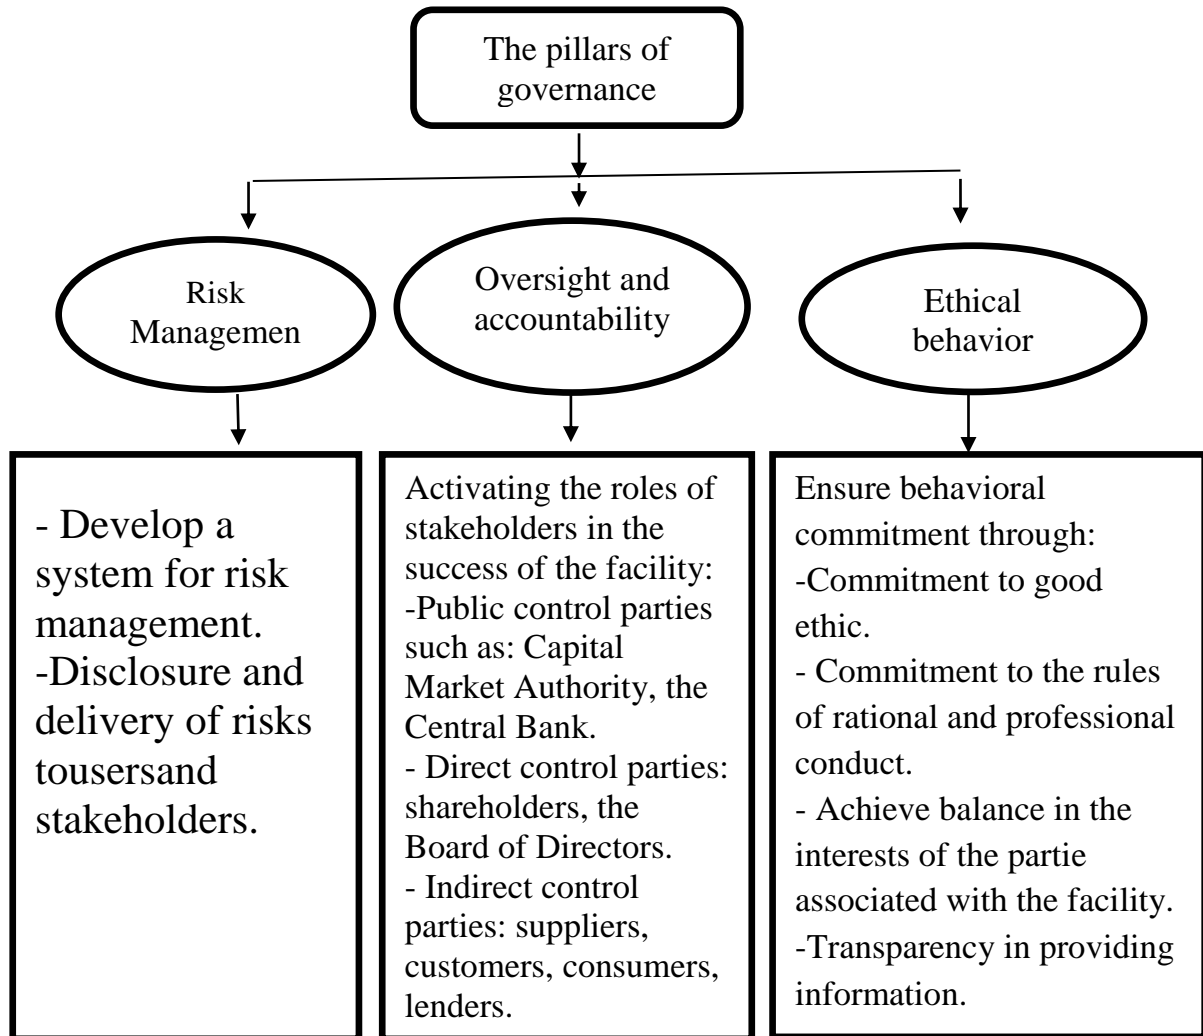 The pillars of
governance
Risk
Managemen
Oversight and
accountability
Ethical
behavior
- Develop a
system for risk
management.
-Disclosure and
delivery of risks
tousersand
stakeholders.
Activating the roles of
stakeholders in the
success of the facility:
-Public control parties
such as: Capital
Market Authority, the
Central Bank.
- Direct control parties:
shareholders, the
Board of Directors.
- Indirect control
parties: suppliers,
customers, consumers,
lenders.
Ensure behavioral
commitment through:
-Commitment to good
ethic.
- Commitment to the rules
of rational and professional
conduct.
- Achieve balance in the
interests of the partie
associated with the facility.
-Transparency in providing
information.